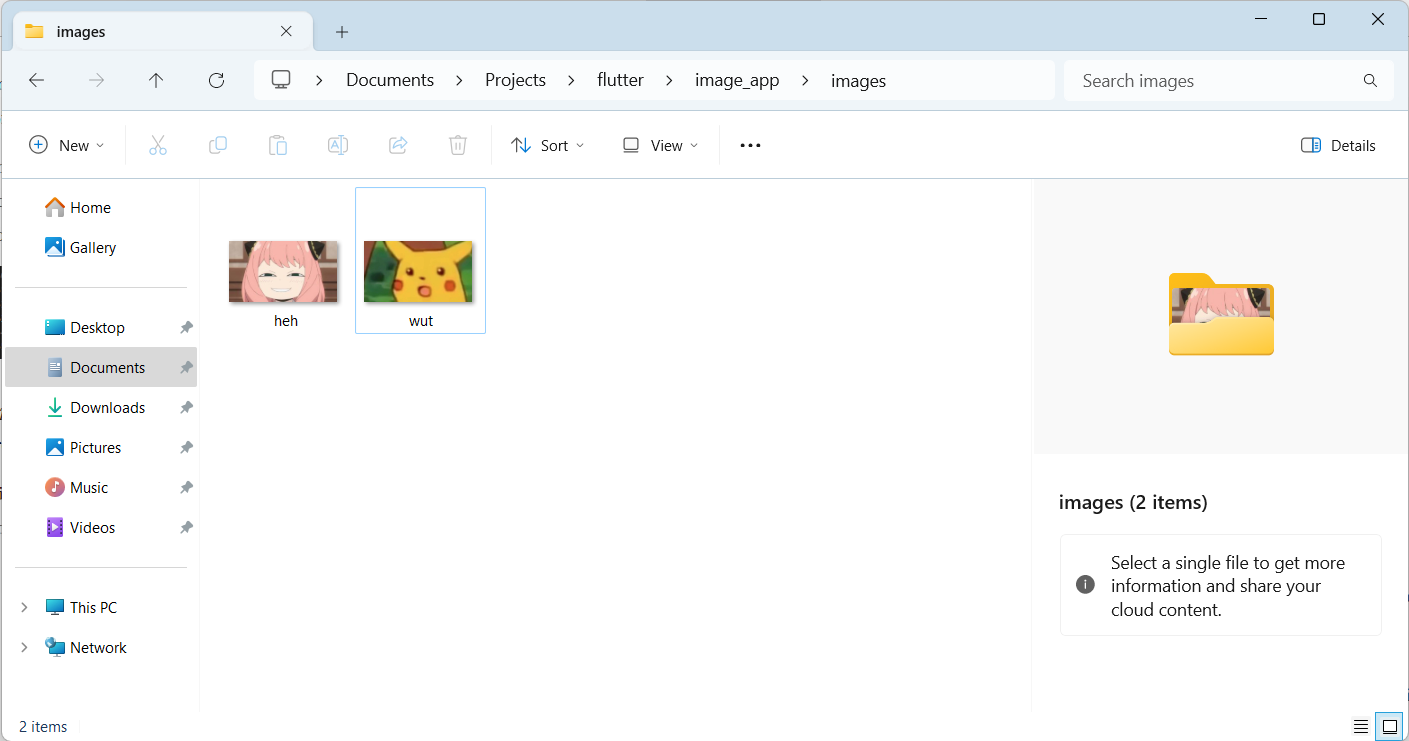 images
Documents
Projects
flutter
image_app
images
Search images
New
Sort
View
Details
Home
Gallery
Desktop
Documents
Downloads
Pictures
Music
Videos
This PC
Network
heh
wut
images (2 items)
Select a single file to get more
information and share your
cloud content.
2 items